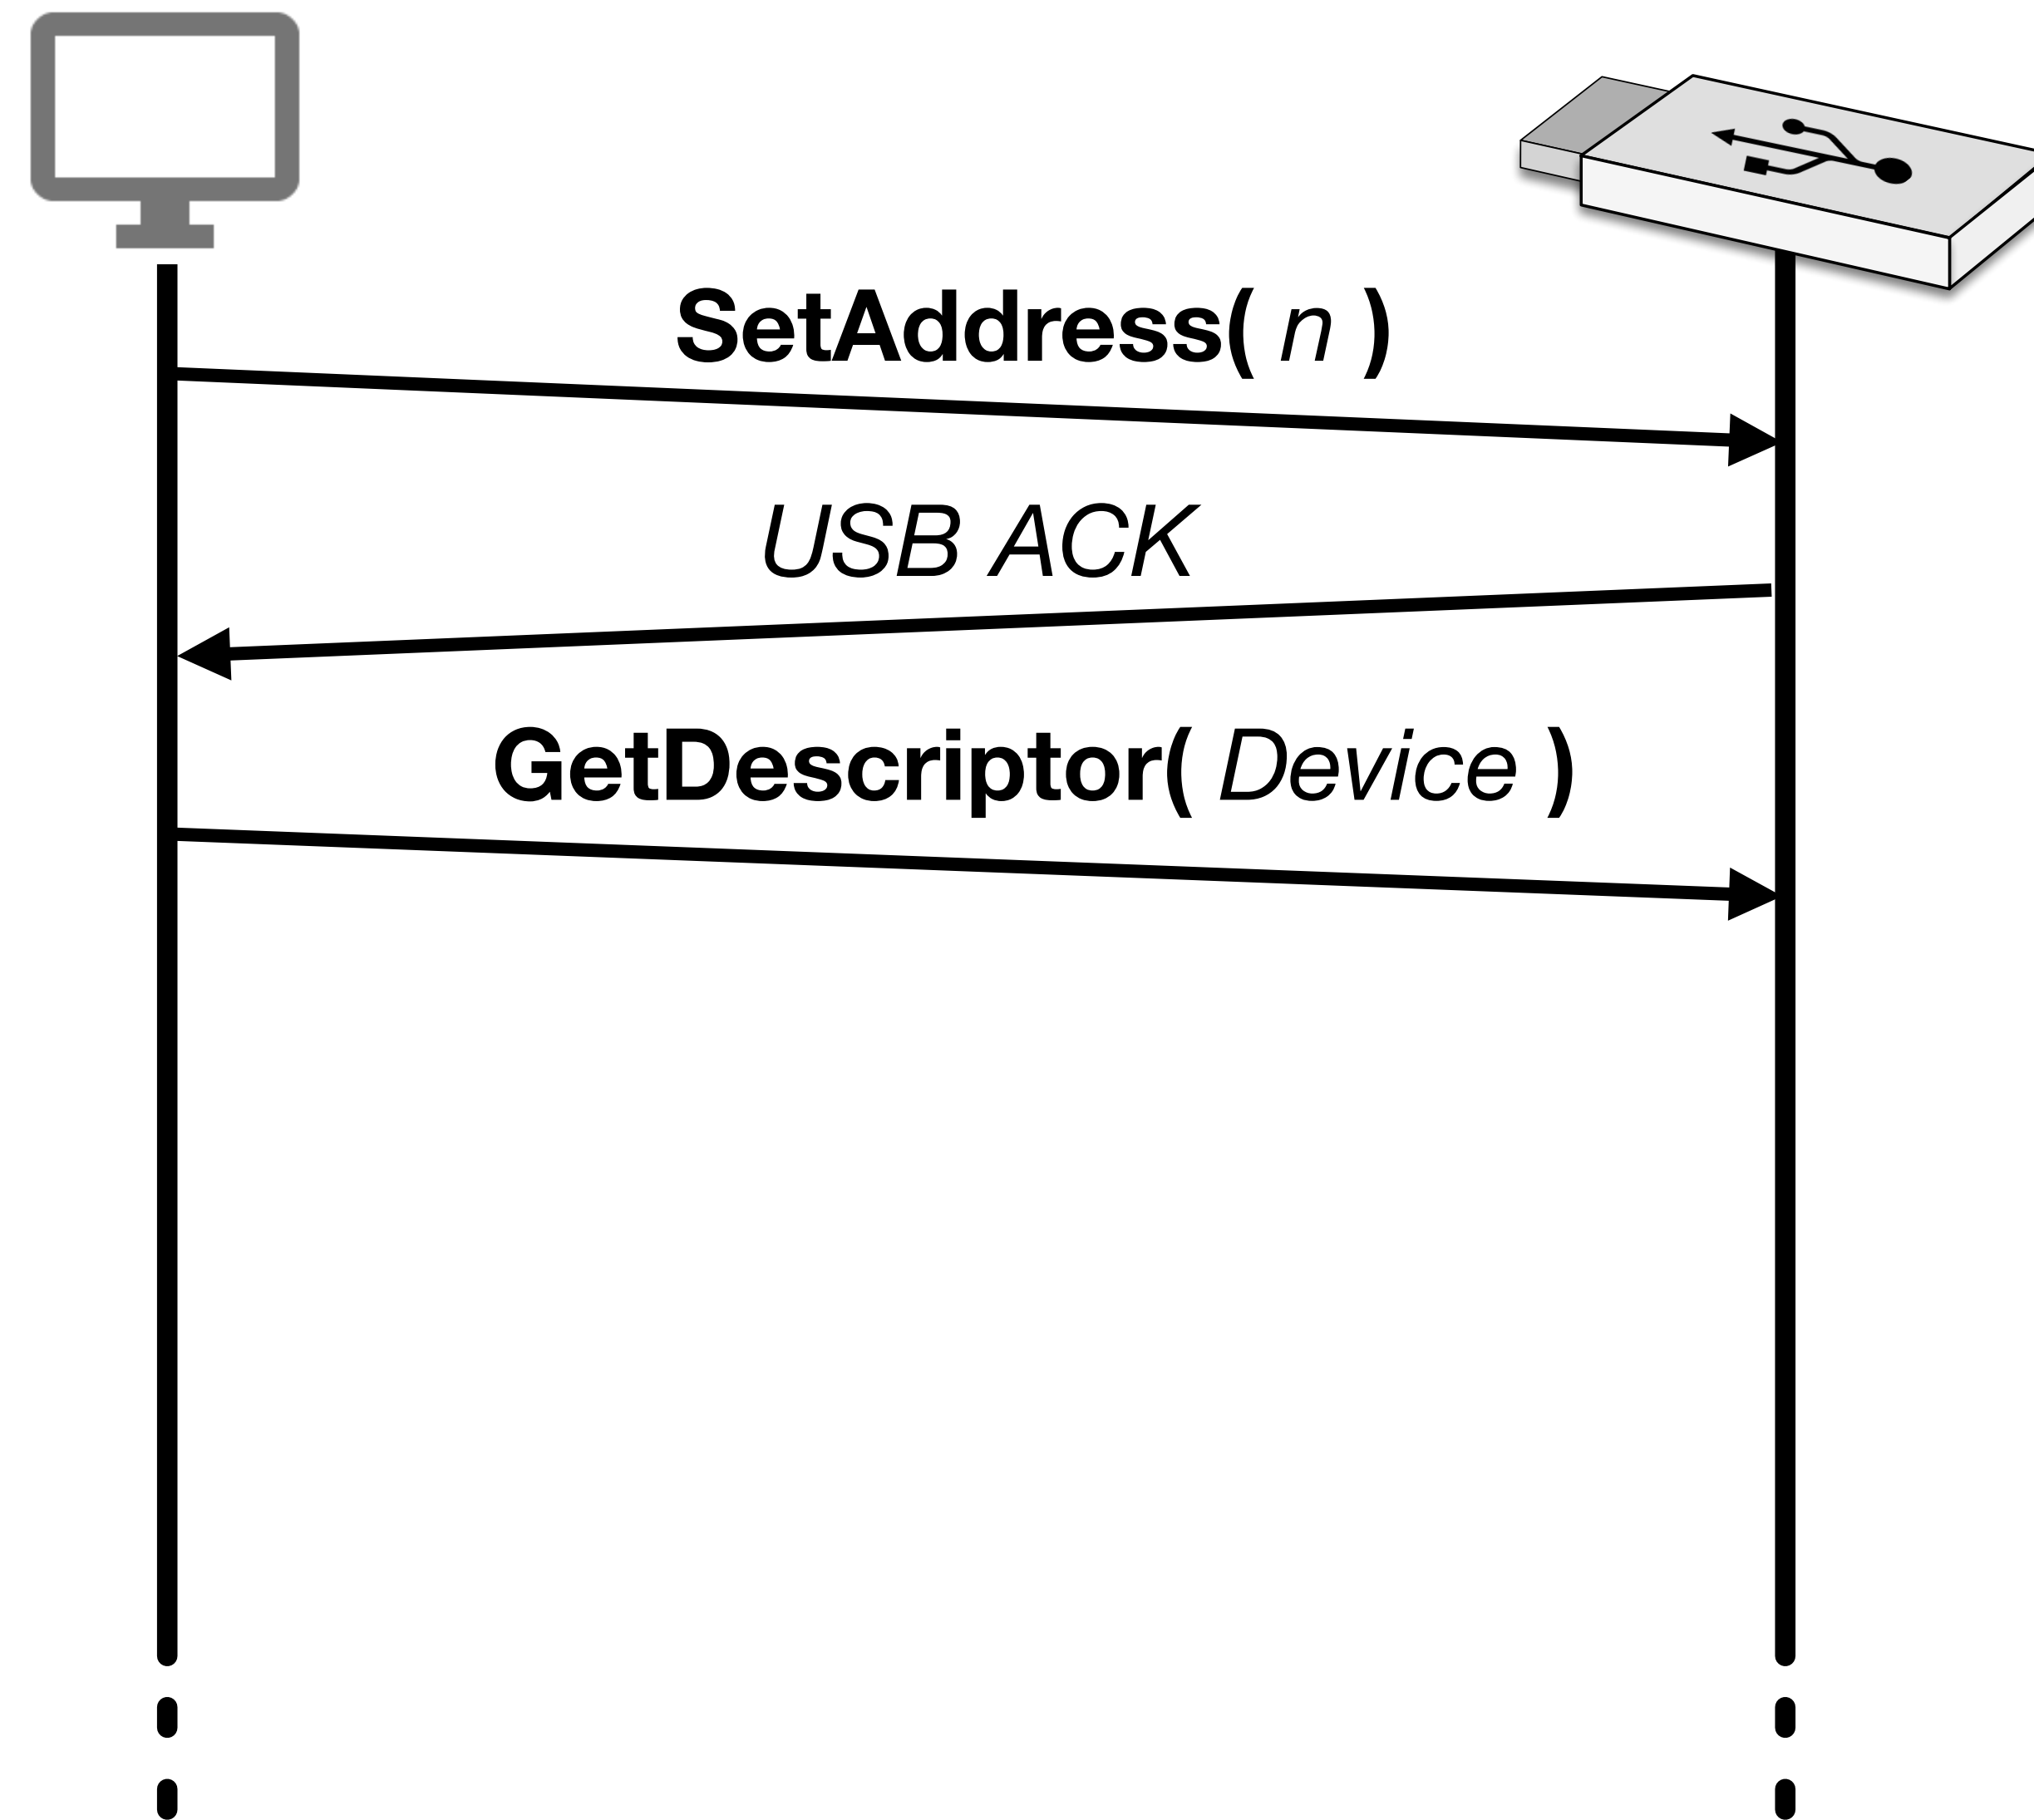 SetAddress( n )
USB ACK
GetDescriptor( Device )